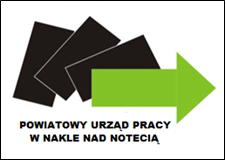 POWIATOWY URZĄD PRACY
W NAKLE NAD NOTECIĄ